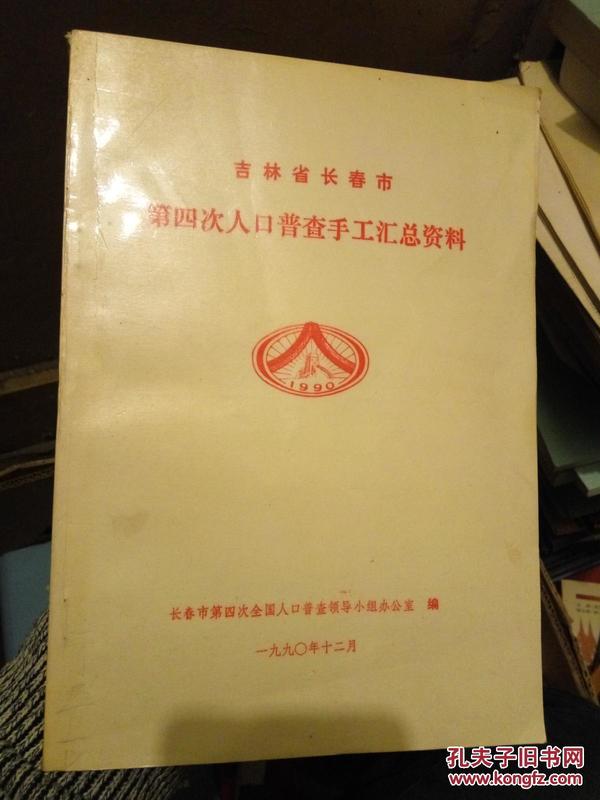 吉林省长春市
第四次人口普查手工汇总资料
1990
长春市第四次全国人口普查领导小组办公室 编
一九九〇年十二月
孔夫子旧书网
www.kongfz.com